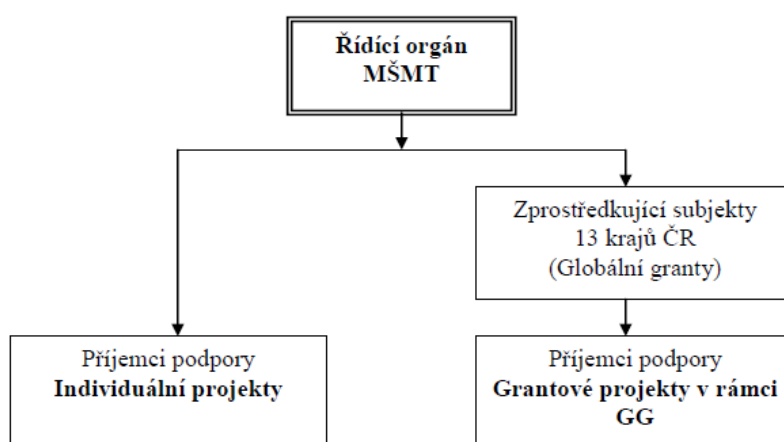 Řídící orgán
MŠMT
Zprostředkující subjekty
13 krajů ČR
(Globální granty)
Příjemci podpory
Individuální projekty
Příjemci podpory
Grantové projekty v rámci
GG